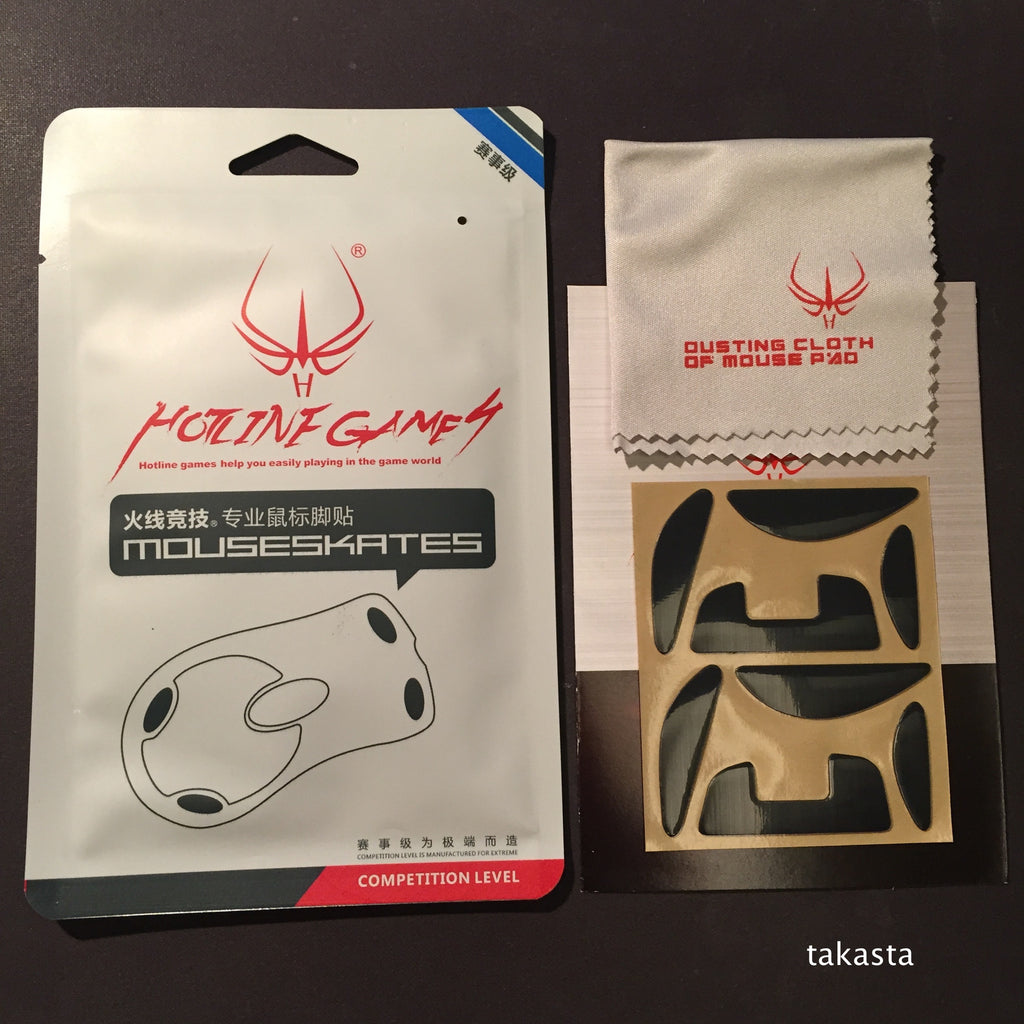 赛事级
®
H
HOTLINE GAMES
Hotline games help you easily playing in the game world
火线竞技® 专业鼠标脚贴
MOUSESKATES
赛事级为极端而造
COMPETITION LEVEL IS MANUFACTURED FOR EXTREME
COMPETITION LEVEL
H
DUSTING CLOTH
OF MOUSE PAD
takasta